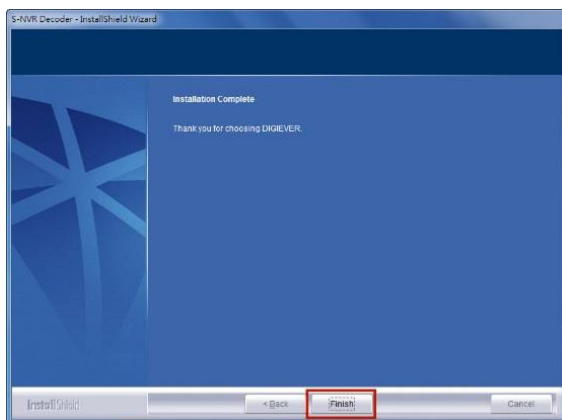 S-NVR Decoder - InstallShield Wizard
Installation Complete
Thank you for choosing DIGIEVER.
InstallShield
< Back
Finish
Cancel